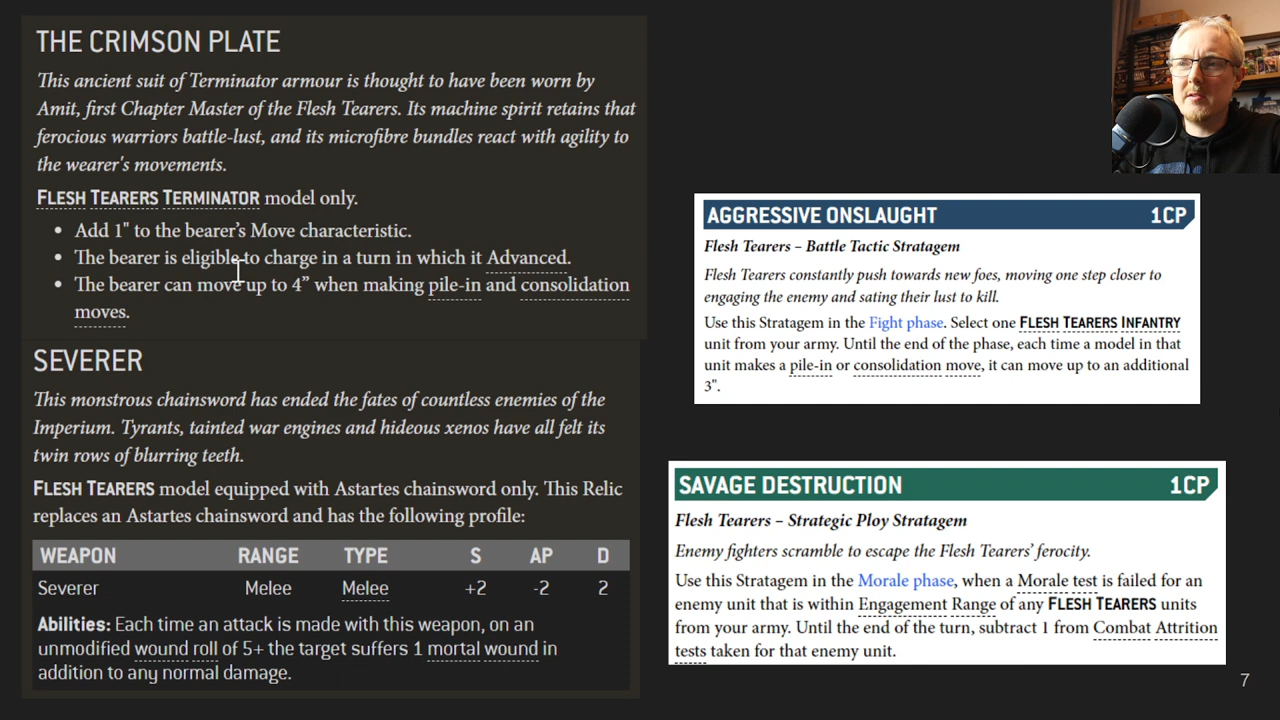 THE CRIMSON PLATE
This ancient suit of Terminator armour is thought to have been worn by
Amit, first Chapter Master of the Flesh Tearers. Its machine spirit retains that
ferocious warriors battle-lust, and its microfibre bundles react with agility to
the wearer's movements.
FLESH TEARERS TERMINATOR model only.
• Add 1" to the bearer's Move characteristic.
• The bearer is eligible to charge in a turn in which it Advanced.
• The bearer can move up to 4” when making pile-in and consolidation
moves.
SEVERER
This monstrous chainsword has ended the fates of countless enemies of the
Imperium. Tyrants, tainted war engines and hideous xenos have all felt its
twin rows of blurring teeth.
FLESH TEARERS model equipped with Astartes chainsword only. This Relic
replaces an Astartes chainsword and has the following profile:
WEAPON RANGE TYPE S AP D
Severer Melee Melee +2 -2 2
Abilities: Each time an attack is made with this weapon, on an
unmodified wound roll of 5+ the target suffers 1 mortal wound in
addition to any normal damage.
AGGRESSIVE ONSLAUGHT 1CP
Flesh Tearers – Battle Tactic Stratagem
Flesh Tearers constantly push towards new foes, moving one step closer to
engaging the enemy and sating their lust to kill.
Use this Stratagem in the Fight phase. Select one FLESH TEARERS INFANTRY
unit from your army. Until the end of the phase, each time a model in that
unit makes a pile-in or consolidation move, it can move up to an additional
3".
SAVAGE DESTRUCTION 1CP
Flesh Tearers – Strategic Ploy Stratagem
Enemy fighters scramble to escape the Flesh Tearers' ferocity.
Use this Stratagem in the Morale phase, when a Morale test is failed for an
enemy unit that is within Engagement Range of any FLESH TEARERS units
from your army. Until the end of the turn, subtract 1 from Combat Attrition
tests taken for that enemy unit.
7